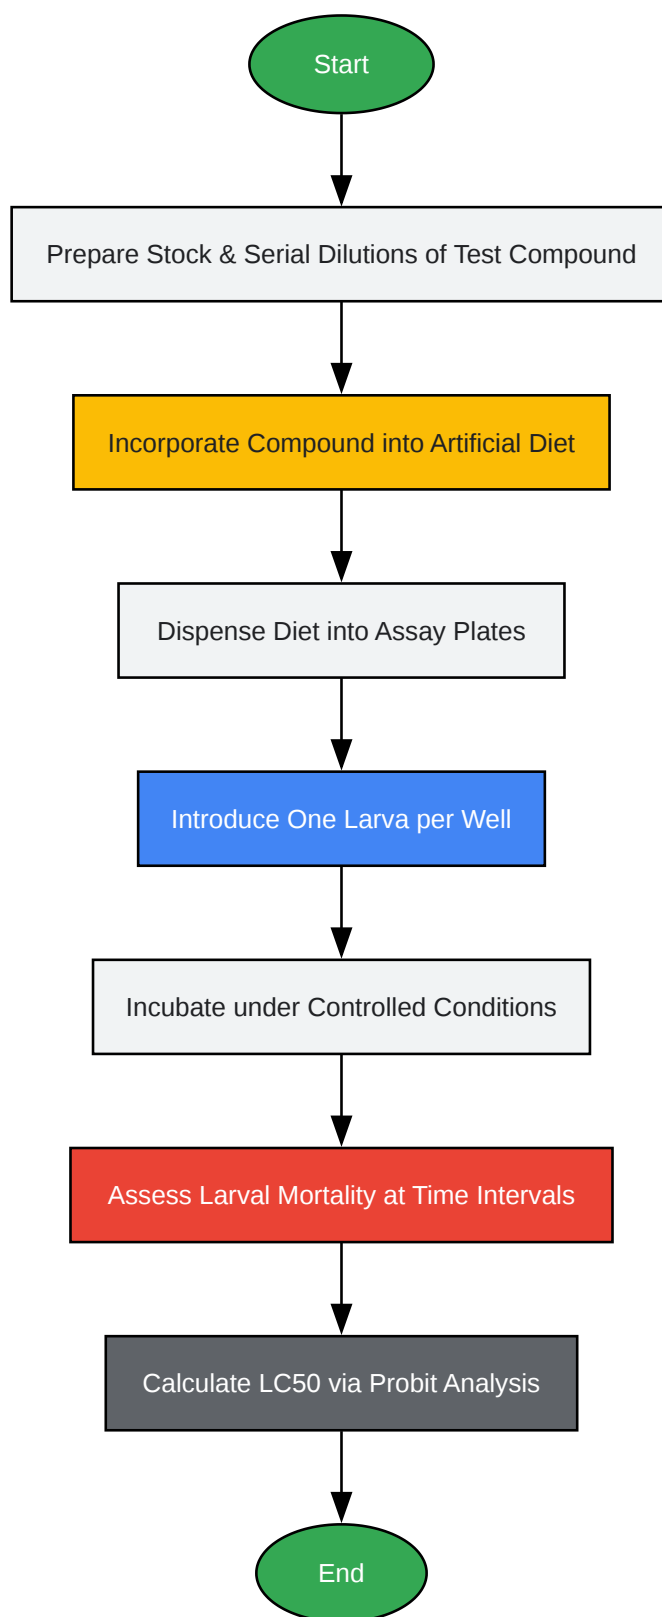 Start
Prepare Stock & Serial Dilutions of Test Compound
Incorporate Compound into Artificial Diet
Dispense Diet into Assay Plates
Introduce One Larva per Well
Incubate under Controlled Conditions
Assess Larval Mortality at Time Intervals
Calculate LC50 via Probit Analysis
End